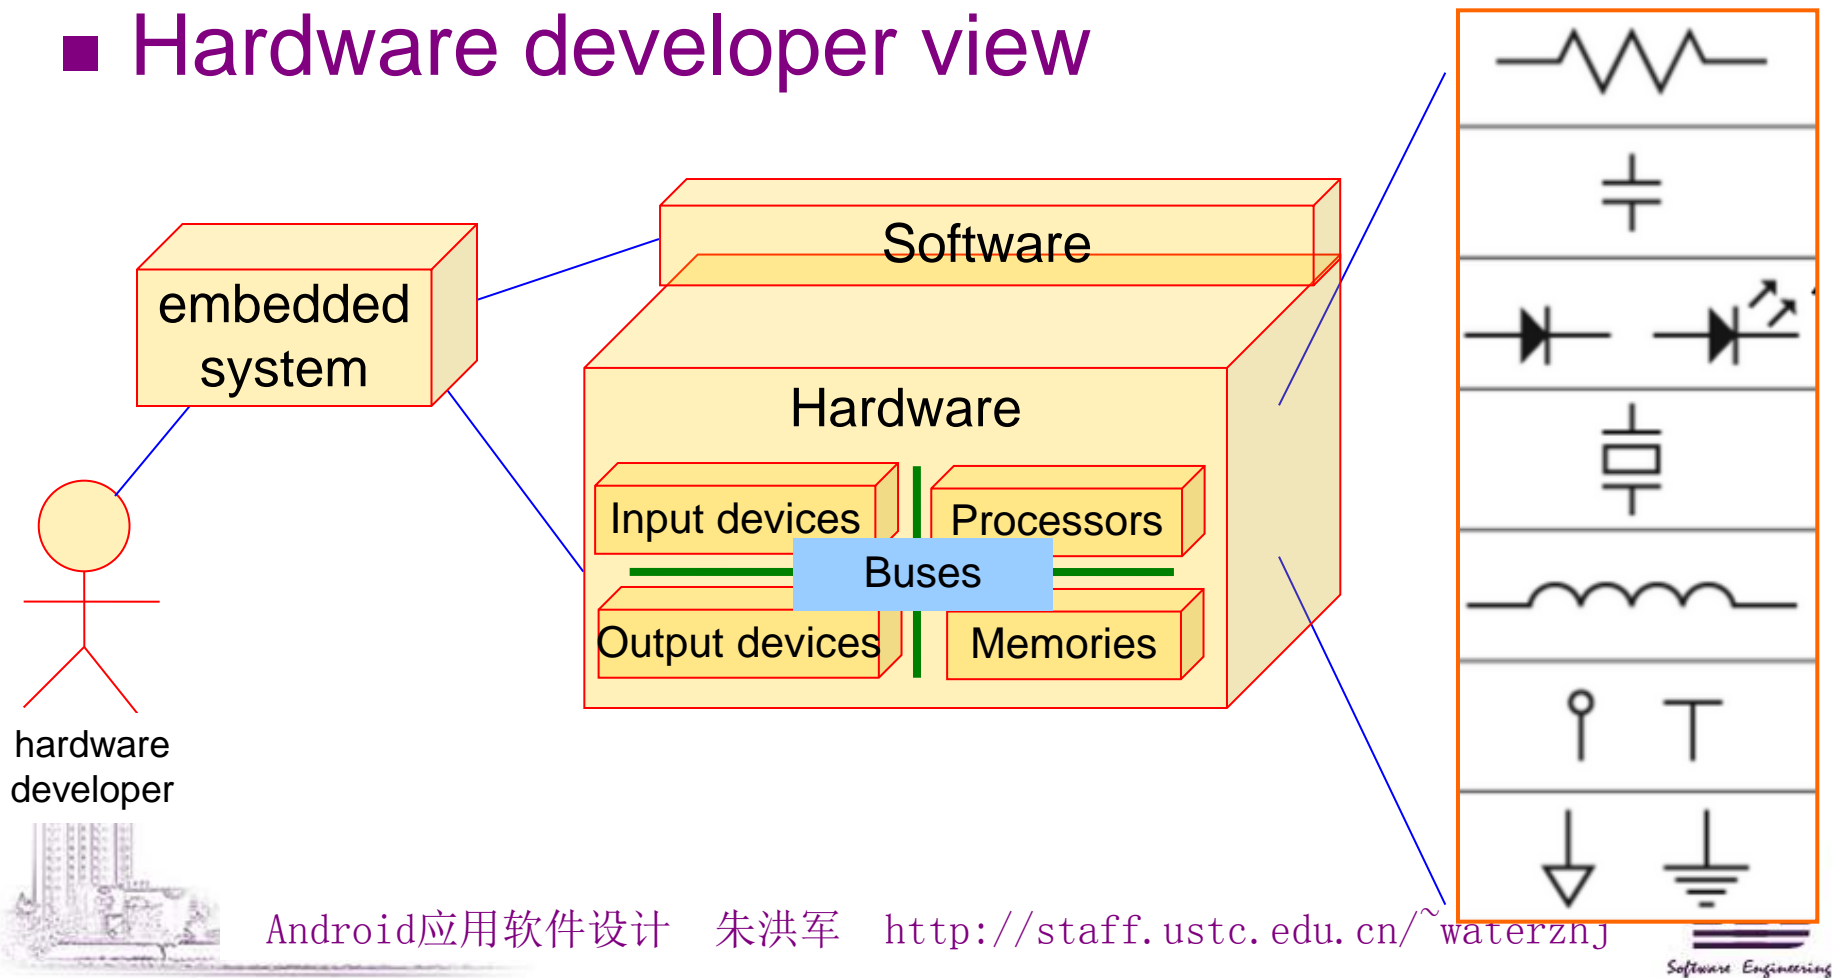 Hardware developer view
Software
embedded
system
Hardware
Input devices
Processors
Buses
Output devices
Memories
hardware
developer
Android应用软件设计 朱洪军 http://staff.ustc.edu.cn/~waterzhj
Software Engineering